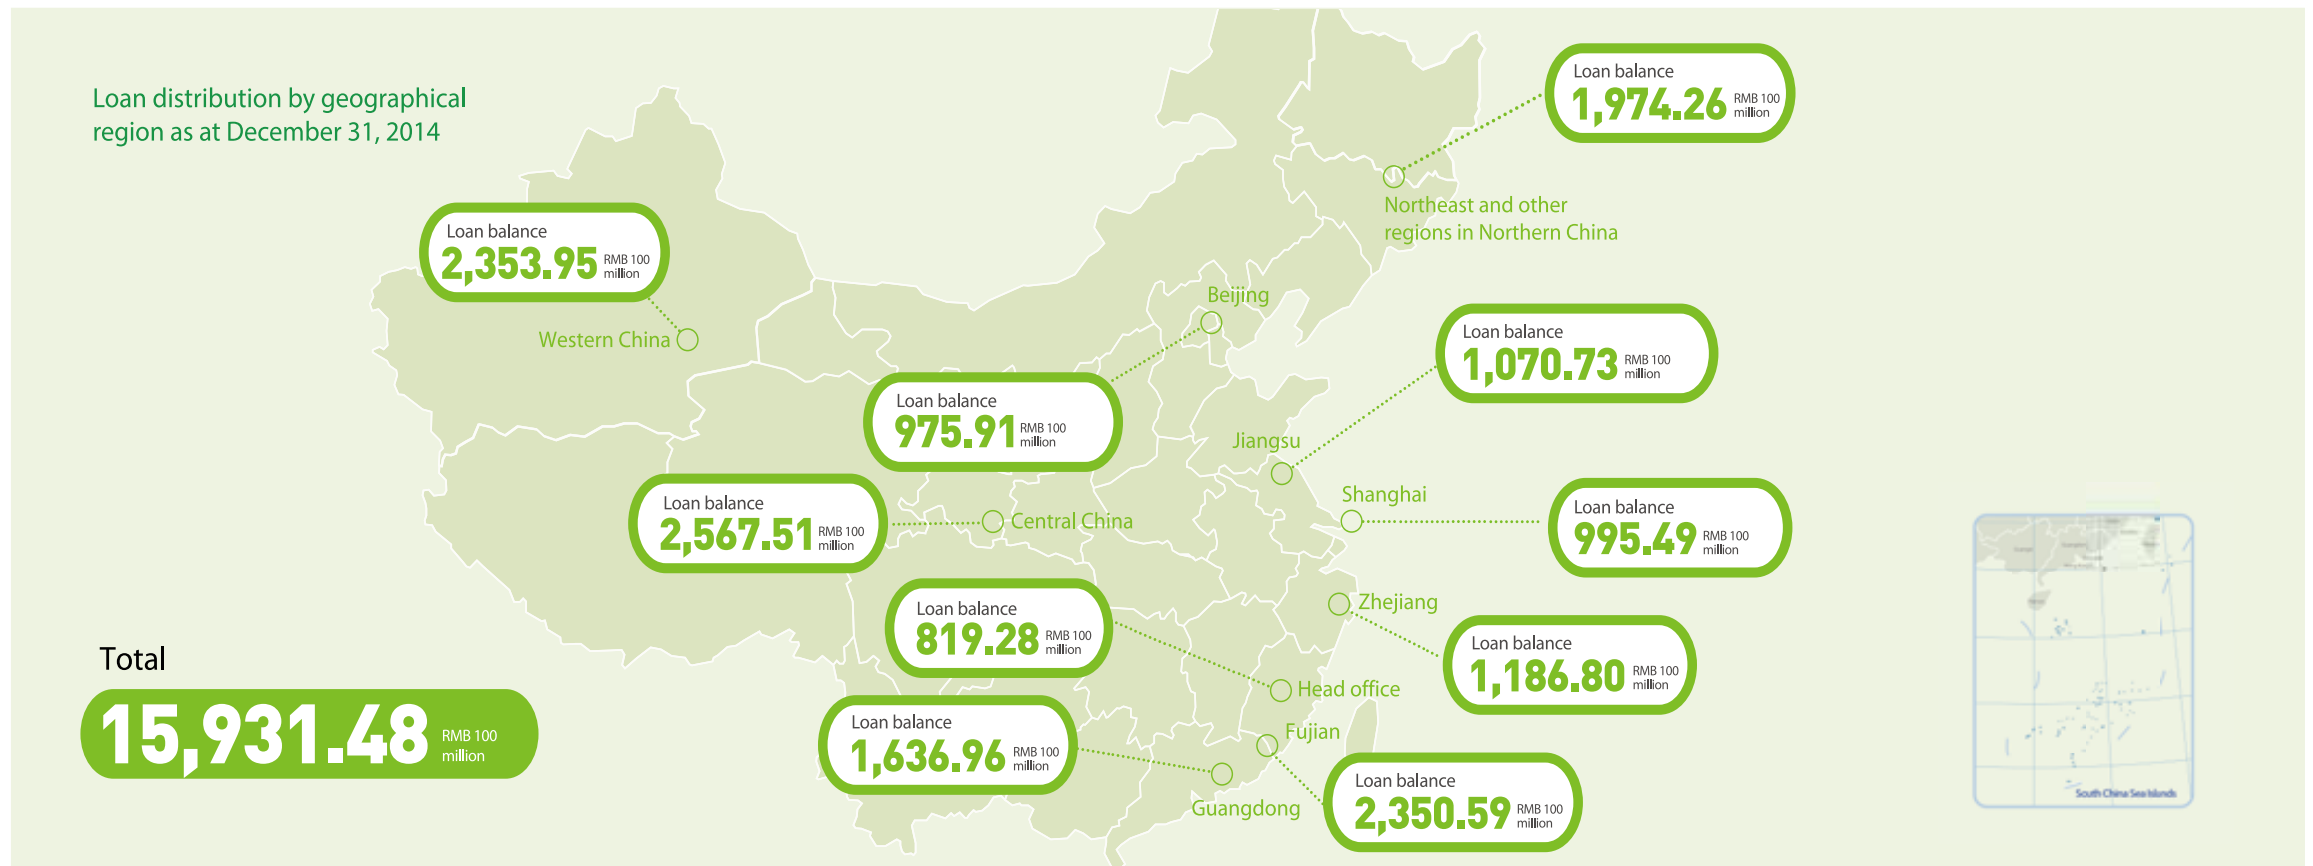 Loan distribution by geographical
region as at December 31, 2014
Loan balance
1,974.26 RMB 100
million
Northeast and other
regions in Northern China
Loan balance
2,353.95 RMB 100
million
Western China
Beijing
Loan balance
975.91 RMB 100
million
Loan balance
1,070.73 RMB 100
million
Jiangsu
Loan balance
2,567.51 RMB 100
million
Central China
Shanghai
Loan balance
995.49 RMB 100
million
Loan balance
819.28 RMB 100
million
Head office
Zhejiang
Loan balance
1,186.80 RMB 100
million
Total
15,931.48 RMB 100
million
Loan balance
1,636.96 RMB 100
million
Guangdong
Fujian
Loan balance
2,350.59 RMB 100
million
South China Sea Islands